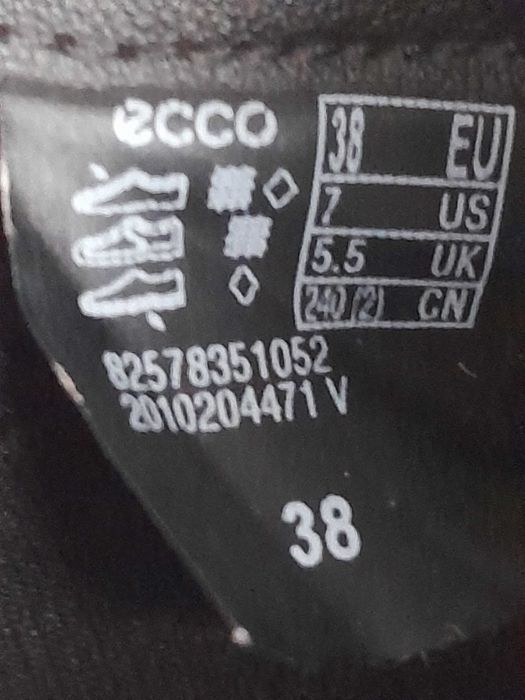 ecco
38 EU
7 US
5.5 UK
240 (2) CN
82578351052
2010204471 V
38